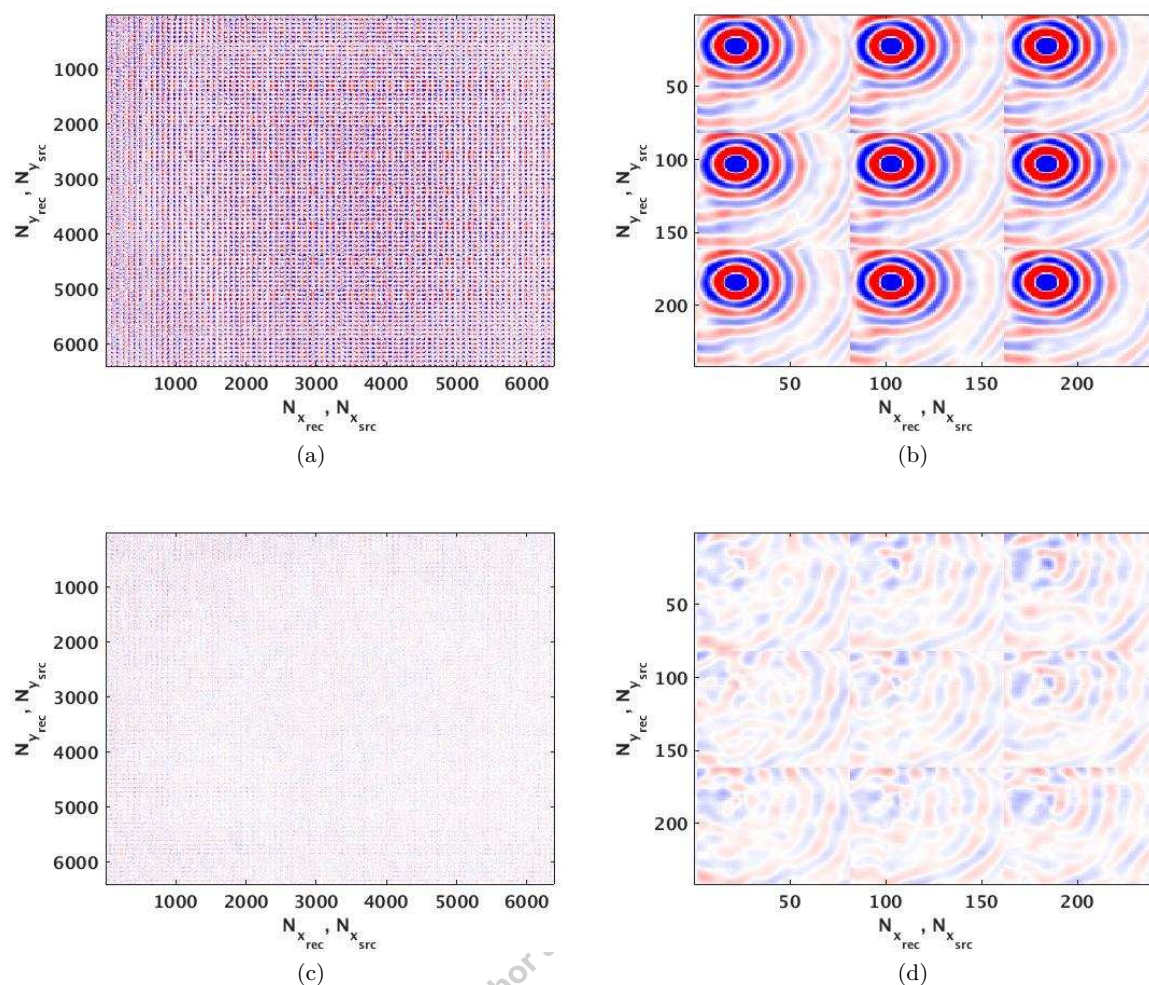 1000
2000
3000
4000
5000
6000
N_{y_{rec}} , N_{y_{src}}
1000 2000 3000 4000 5000 6000
N_{x_{rec}} , N_{x_{src}}
(a)
50
100
150
200
N_{y_{rec}} , N_{y_{src}}
50 100 150 200
N_{x_{rec}} , N_{x_{src}}
(b)
1000
2000
3000
4000
5000
6000
N_{y_{rec}} , N_{y_{src}}
1000 2000 3000 4000 5000 6000
N_{x_{rec}} , N_{x_{src}}
(c)
50
100
150
200
N_{y_{rec}} , N_{y_{src}}
50 100 150 200
N_{x_{rec}} , N_{x_{src}}
(d)